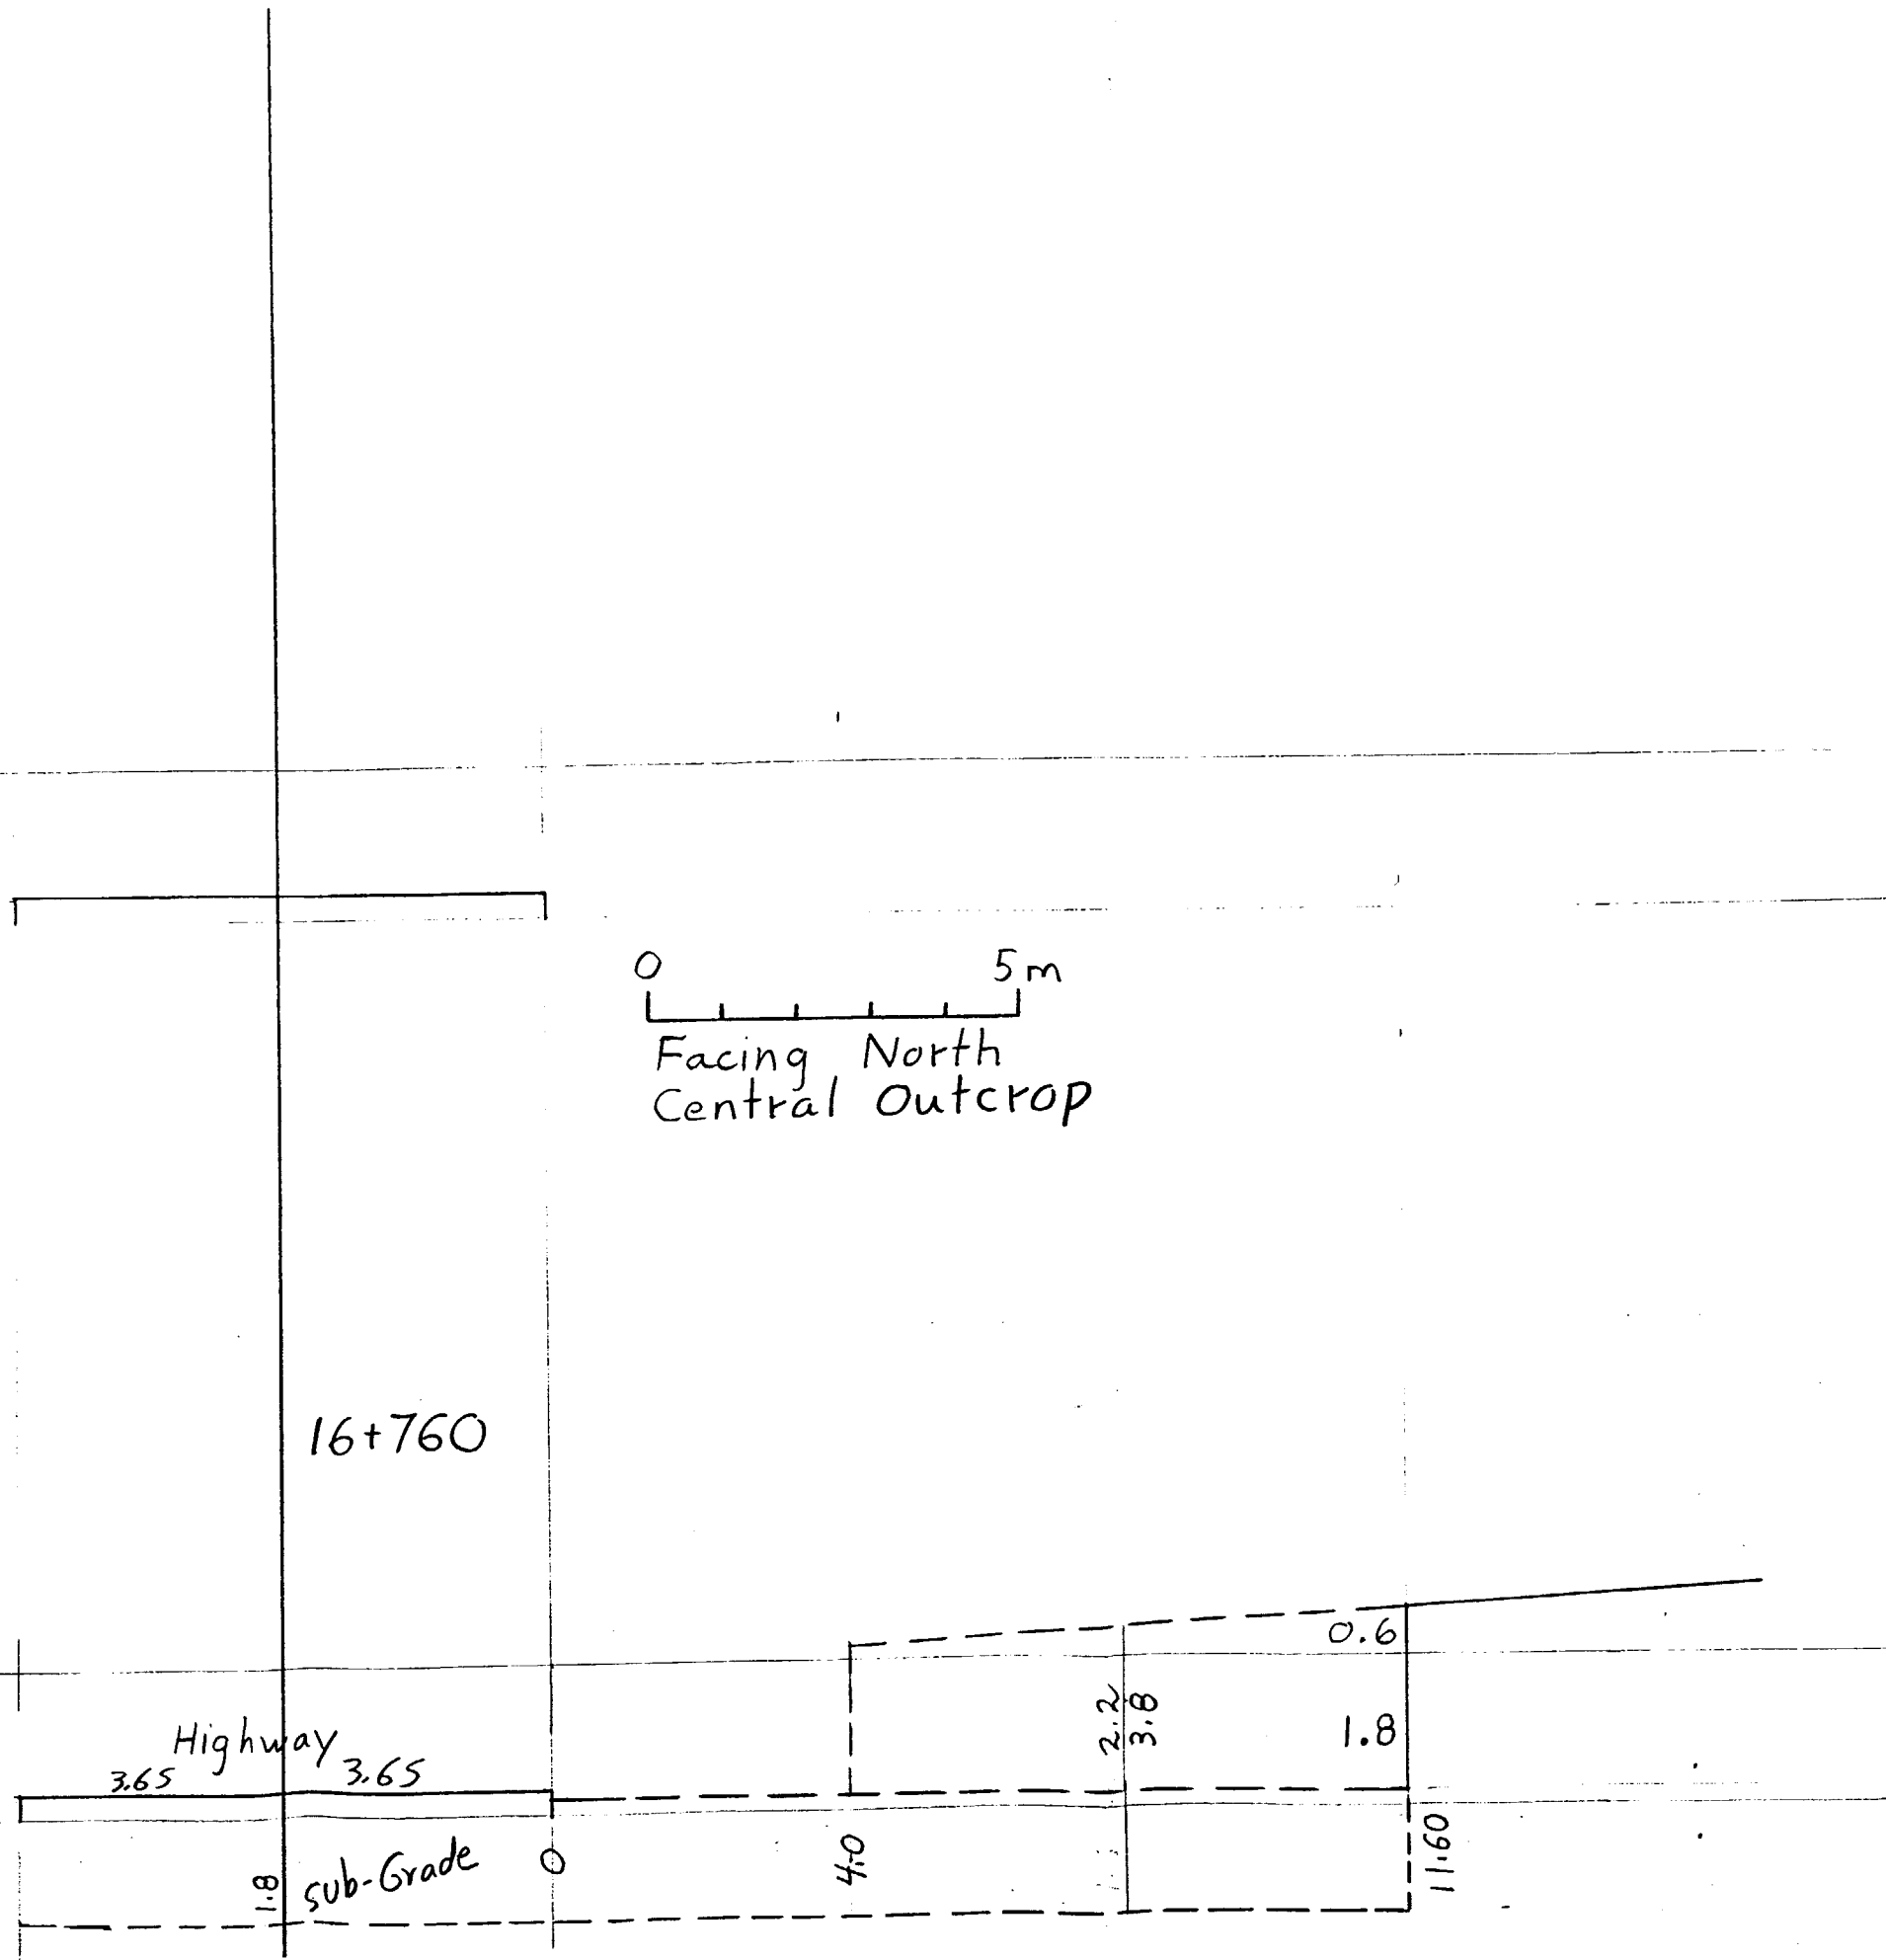 0 5m
Facing North
Central Outcrop
16+760
0.6
2.2
3.8
1.8
Highway
3.65 3.65
1.8
sub-Grade
0
4.0
11.60